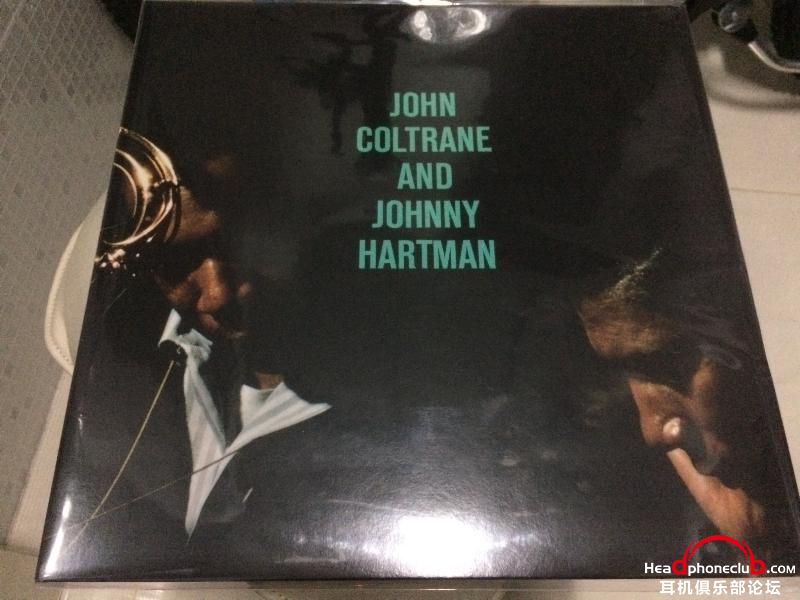 JOHN
COLTRANE
AND
JOHNNY
HARTMAN
Headphoneclub.com
耳机俱乐部论坛